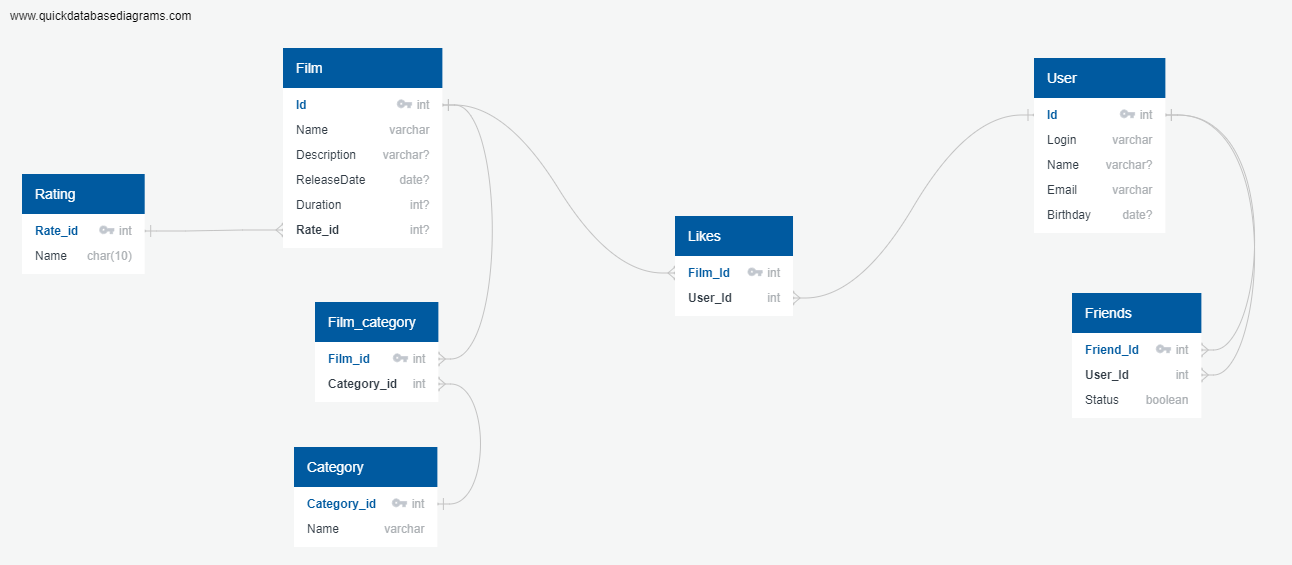 www.quickdatabasediagrams.com
Film
Id int
Name varchar
Description varchar?
ReleaseDate date?
Duration int?
Rate_id int?
User
Id int
Login varchar
Name varchar?
Email varchar
Birthday date?
Rating
Rate_id int
Name char(10)
Likes
Film_Id int
User_Id int
Film_category
Film_id int
Category_id int
Friends
Friend_Id int
User_Id int
Status boolean
Category
Category_id int
Name varchar